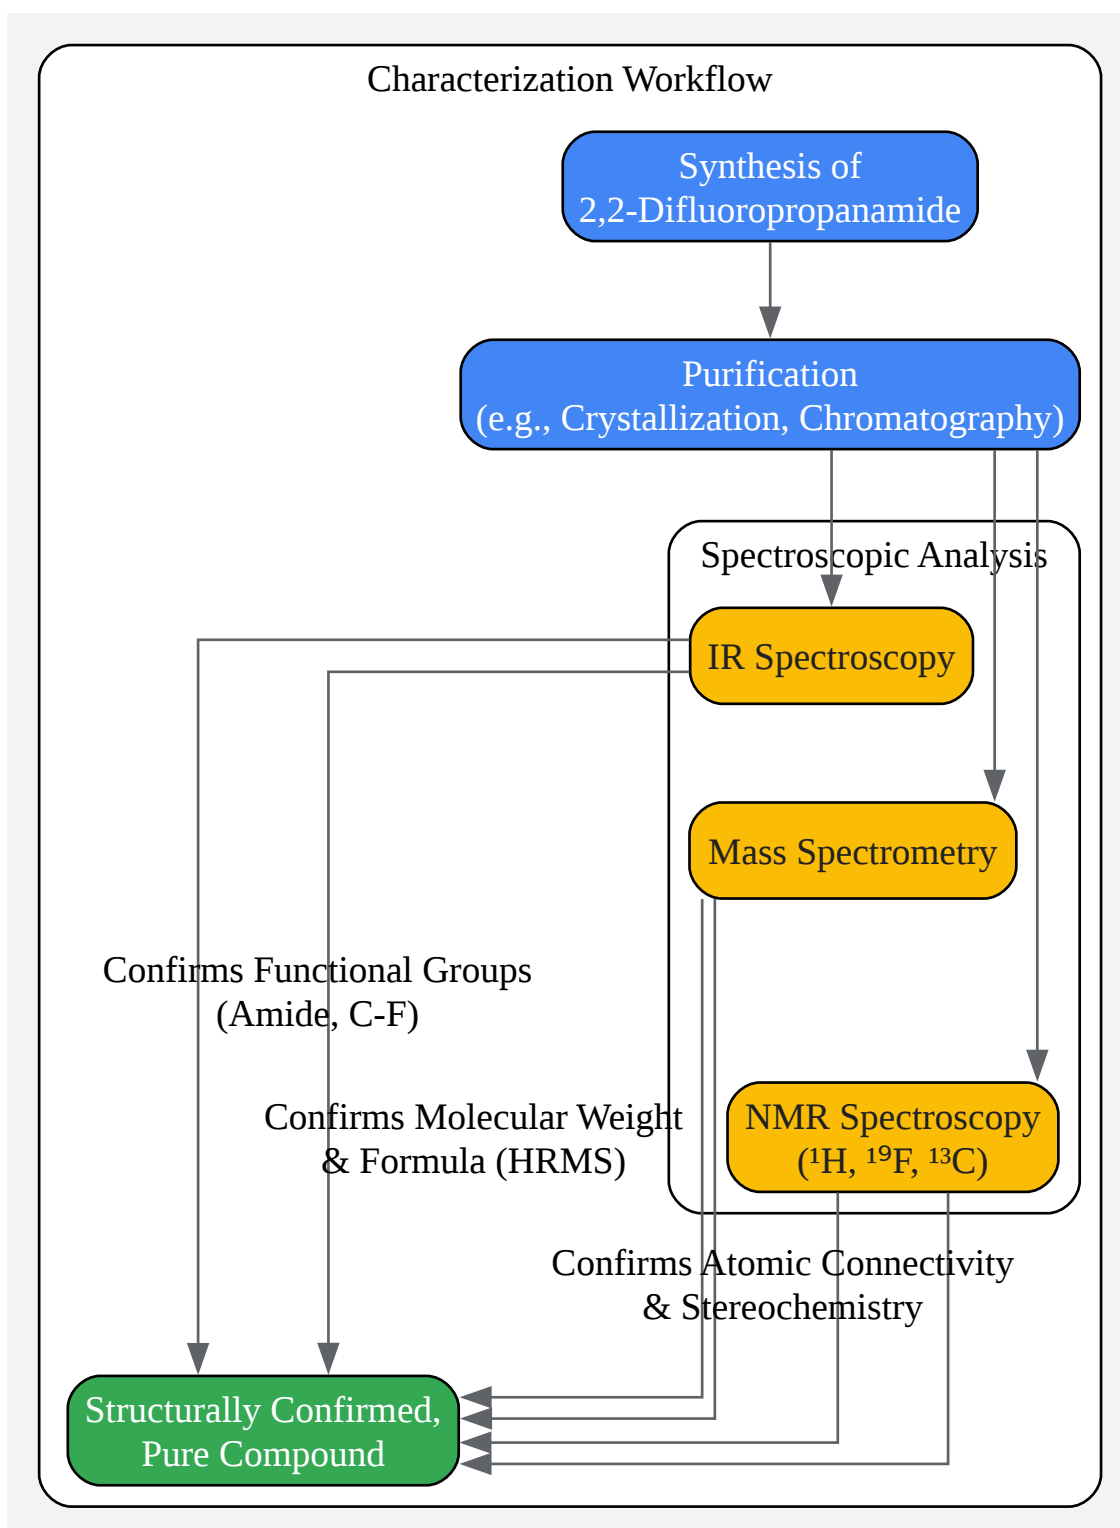 Characterization Workflow
Synthesis of
2,2-Difluoropropanamide
Purification
(e.g., Crystallization, Chromatography)
Spectroscopic Analysis
IR Spectroscopy
Mass Spectrometry
Confirms Functional Groups
(Amide, C-F)
Confirms Molecular Weight
& Formula (HRMS)
NMR Spectroscopy
(¹H, ¹⁹F, ¹³C)
Confirms Atomic Connectivity
& Stereochemistry
Structurally Confirmed,
Pure Compound